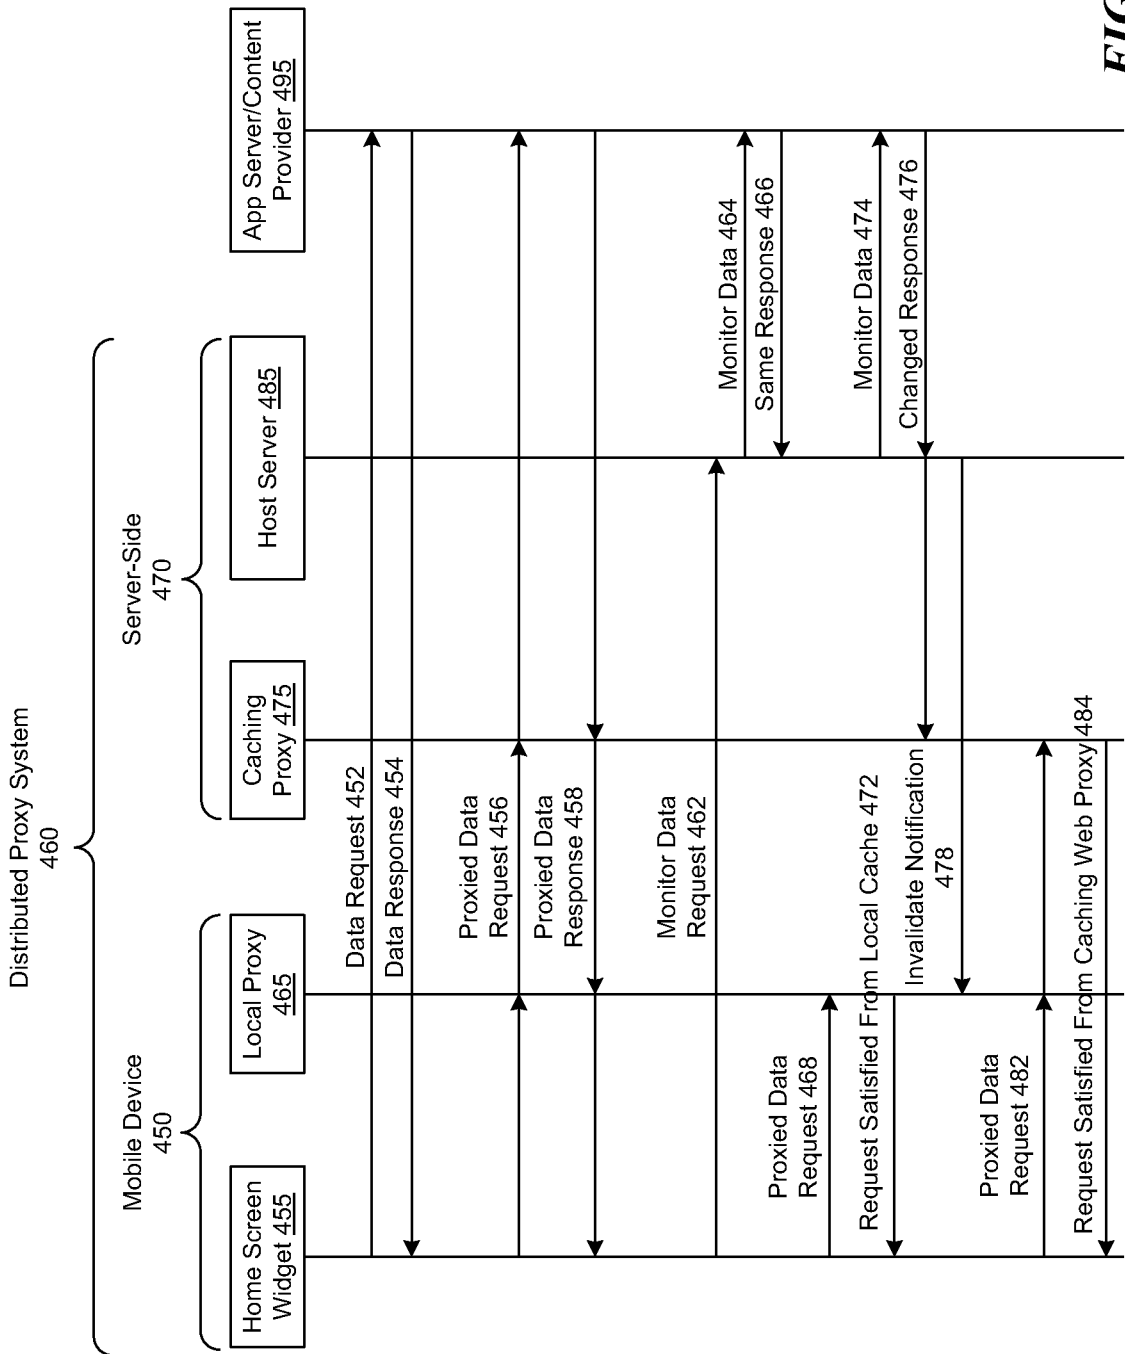 Distributed Proxy System
460
Mobile Device
450
Server-Side
470
Home Screen
Widget 455
Local Proxy
465
Caching
Proxy 475
Host Server 485
App Server/Content
Provider 495
Data Request 452
Data Response 454
Proxied Data
Request 456
Proxied Data
Response 458
Monitor Data
Request 462
Monitor Data 464
Same Response 466
Proxied Data
Request 468
Request Satisfied From Local Cache 472
Monitor Data 474
Changed Response 476
Invalidate Notification
478
Proxied Data
Request 482
Request Satisfied From Caching Web Proxy 484
FIG